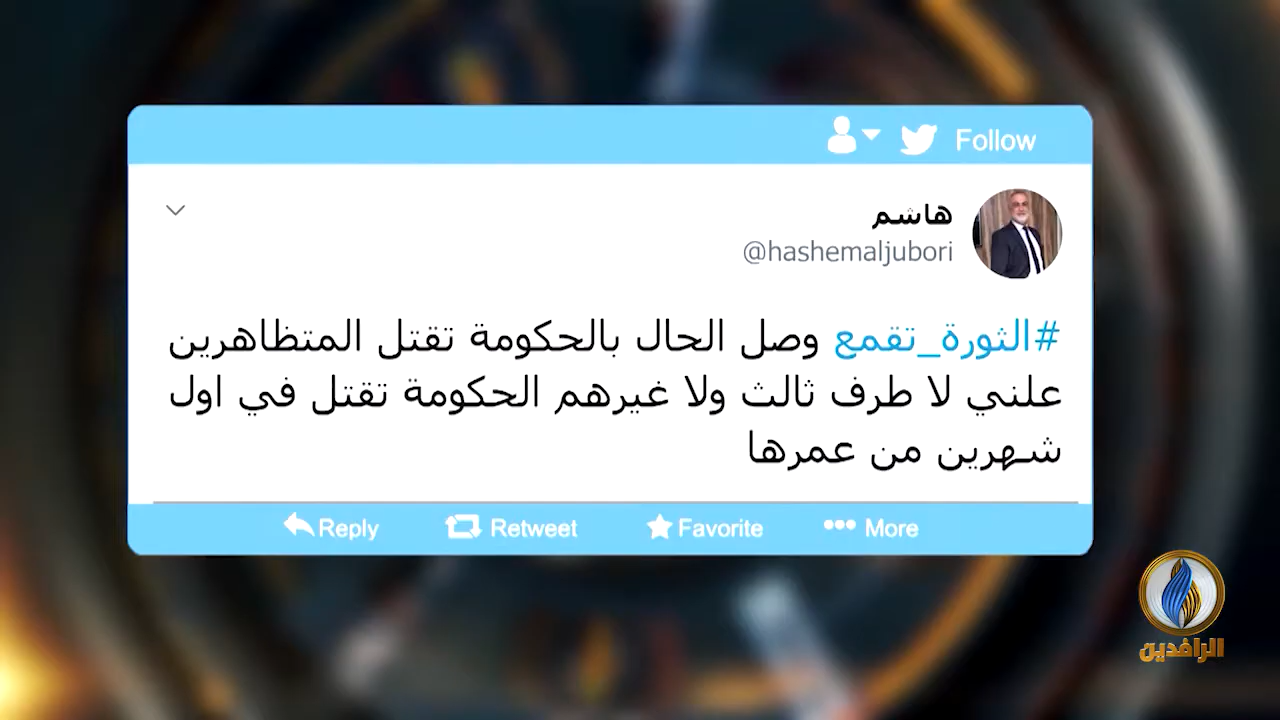 Follow
هاشم
@hashemaljubori
#الثورة_تقمع وصل الحال بالحكومة تقتل المتظاهرين
علني لا طرف ثالث ولا غيرهم الحكومة تقتل في اول
شهرين من عمرها
Reply Retweet Favorite More
الرافدين